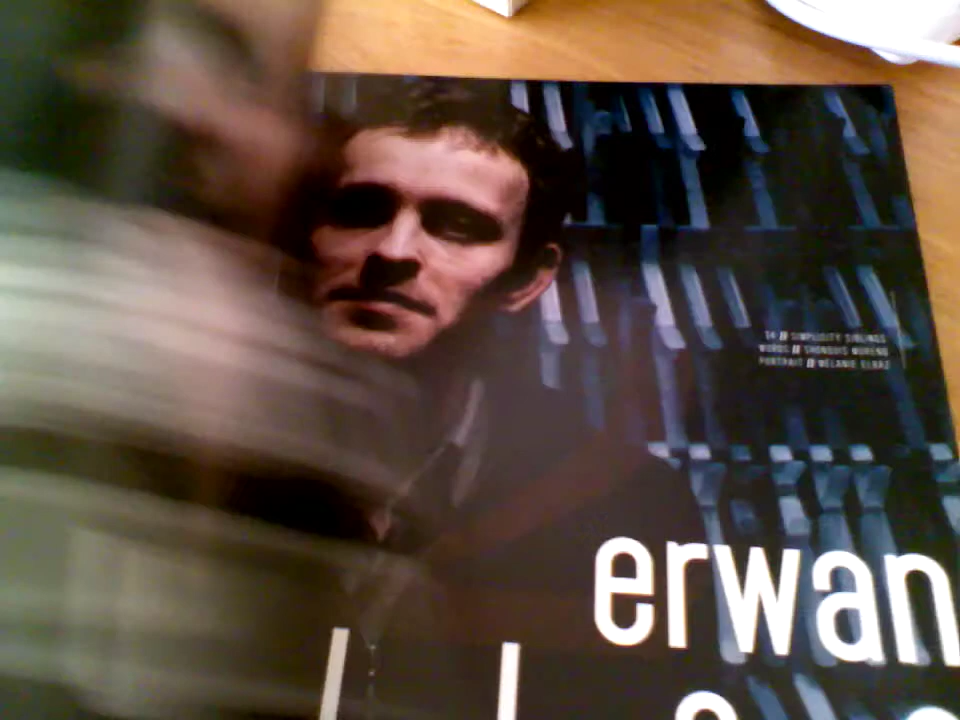 14 // SIMPLICITY SIBLINGS
WORDS // SHONQUIS MORENO
PORTRAIT // MELANIE ELBAZ
erwan